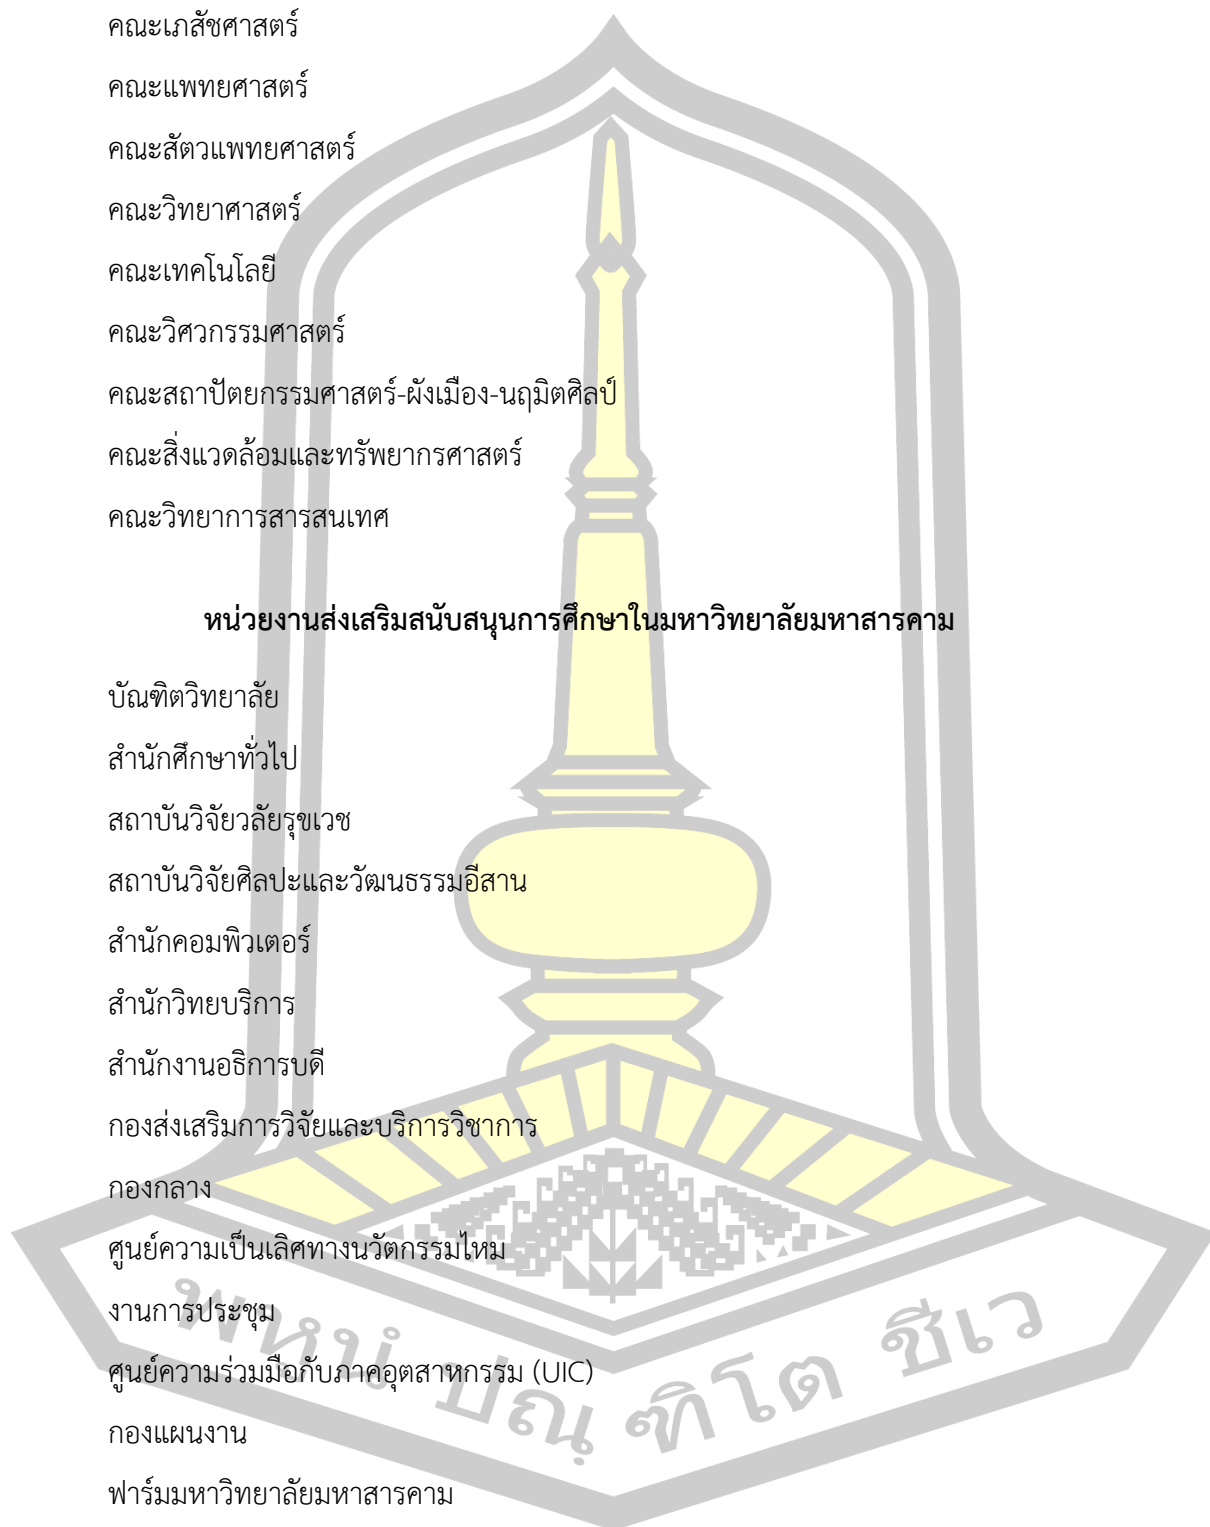 คณะเภสัชศาสตร์
คณะแพทยศาสตร์
คณะสัตวแพทยศาสตร์
คณะวิทยาศาสตร์
คณะเทคโนโลยี
คณะวิศวกรรมศาสตร์
คณะสถาปัตยกรรมศาสตร์-ผังเมือง-นฤมิตศิลป์
คณะสิ่งแวดล้อมและทรัพยากรศาสตร์
คณะวิทยาการสารสนเทศ
หน่วยงานส่งเสริมสนับสนุนการศึกษาในมหาวิทยาลัยมหาสารคาม
บัณฑิตวิทยาลัย
สำนักศึกษาทั่วไป
สถาบันวิจัยวลัยรุขเวช
สถาบันวิจัยศิลปะและวัฒนธรรมอีสาน
สำนักคอมพิวเตอร์
สำนักวิทยบริการ
สำนักงานอธิการบดี
กองส่งเสริมการวิจัยและบริการวิชาการ
กองกลาง
ศูนย์ความเป็นเลิศทางนวัตกรรมไหม
งานการประชุม
ศูนย์ความร่วมมือกับภาคอุตสาหกรรม (UIC)
กองแผนงาน
ฟาร์มมหาวิทยาลัยมหาสารคาม
พหุนํ ปณฺฑิโต ชีเว